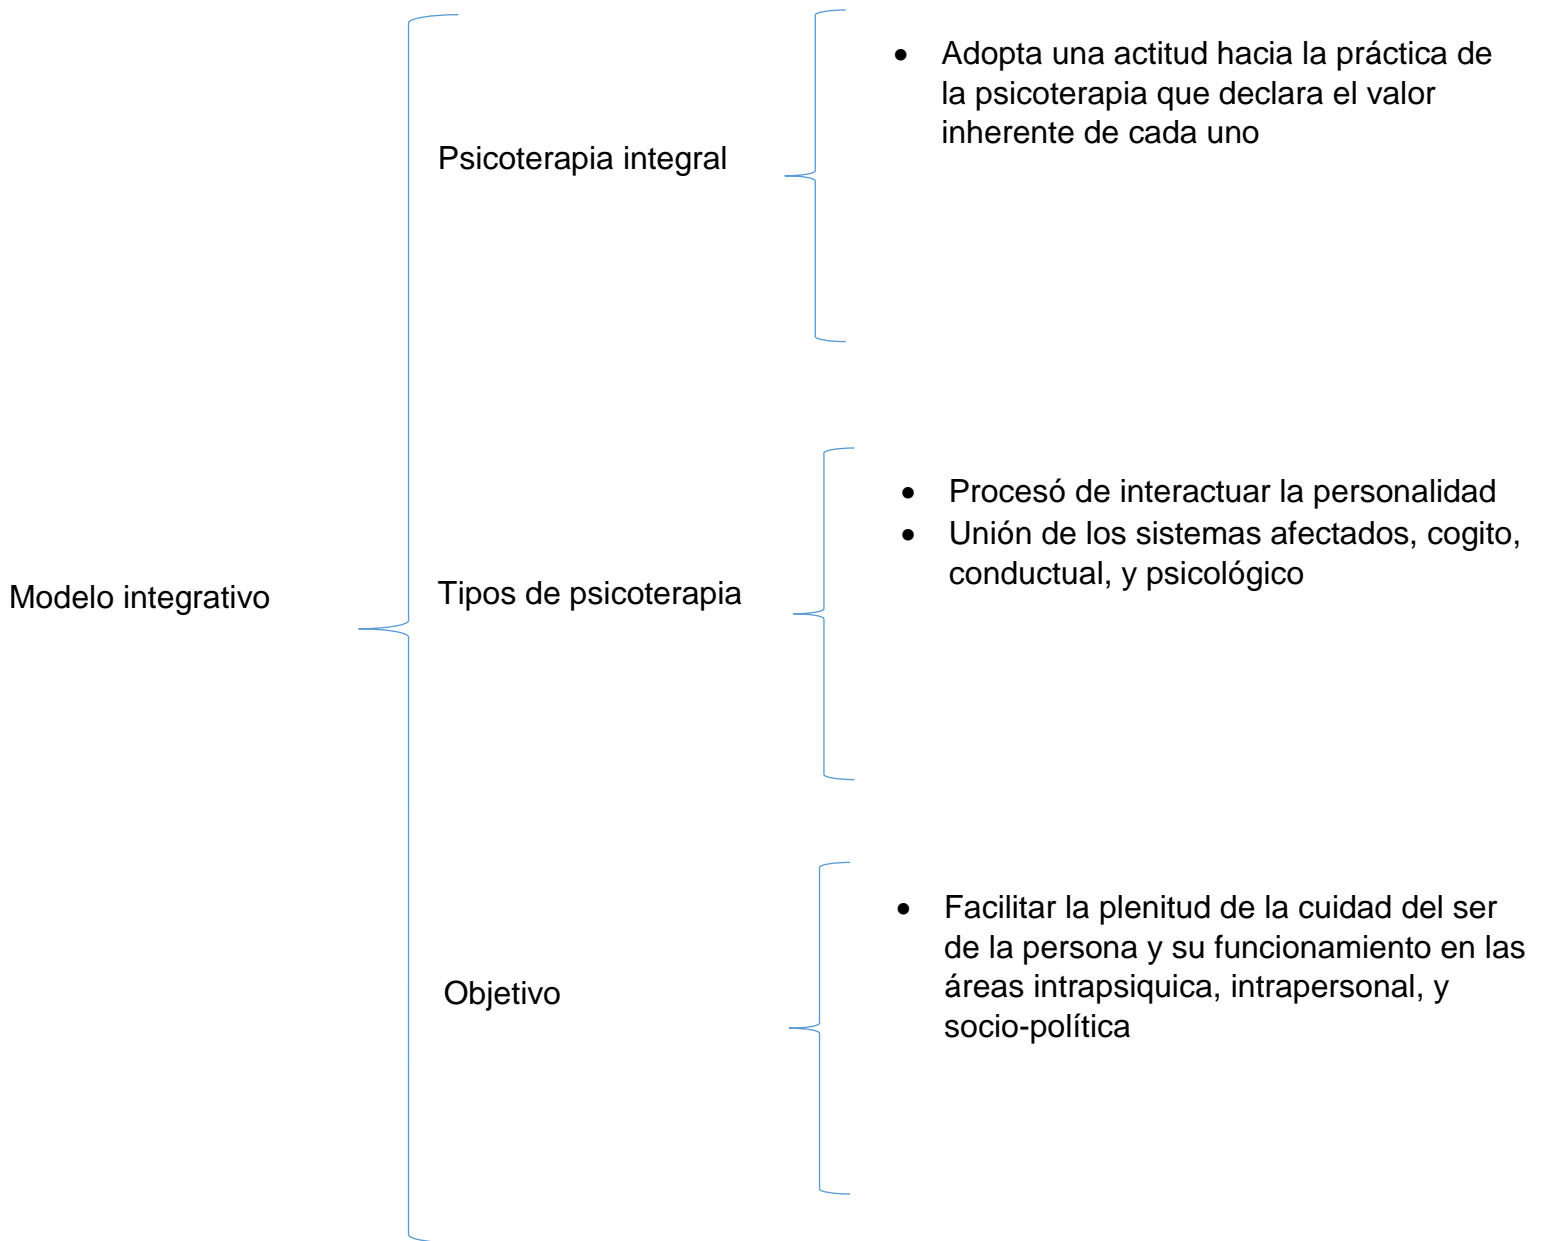 Modelo integrativo
Psicoterapia integral
• Adopta una actitud hacia la práctica de
la psicoterapia que declara el valor
inherente de cada uno
Tipos de psicoterapia
• Procesó de interactuar la personalidad
• Unión de los sistemas afectados, cogito,
conductual, y psicológico
Objetivo
• Facilitar la plenitud de la cuidad del ser
de la persona y su funcionamiento en las
áreas intrapsiquica, intrapersonal, y
socio-política